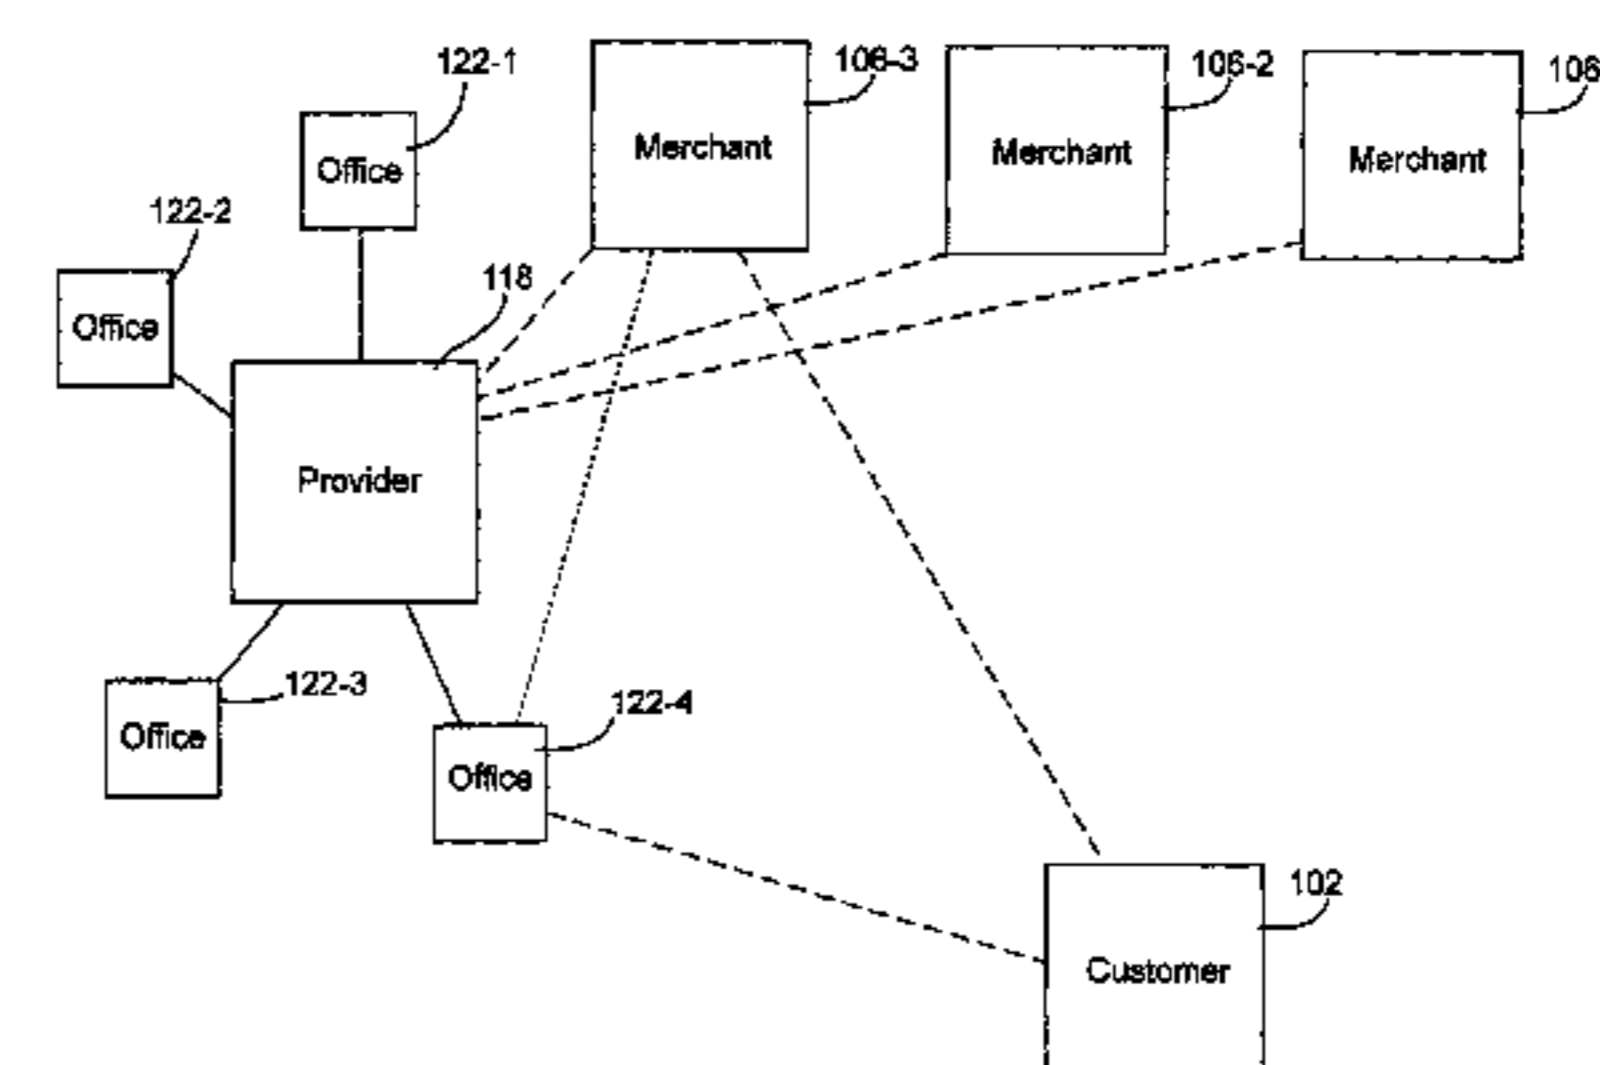 122-1
106-3
106-2
106
Merchant
Merchant
Merchant
Office
122-2
118
Office
Provider
122-3
122-4
Office
Office
102
Customer